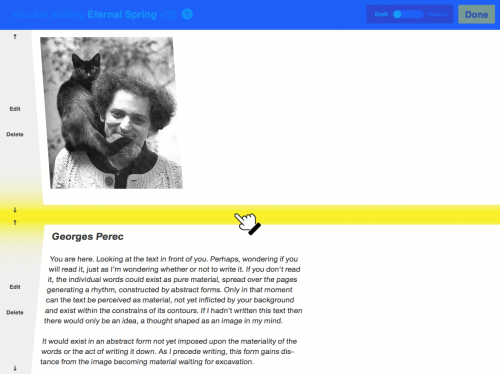 You are editing Eternal Spring v22 ?
Draft Preview Done
↑
Edit
Delete
↓
↑
Georges Perec
You are here. Looking at the text in front of you. Perhaps, wondering if you
will read it, just as I'm wondering whether or not to write it. If you don't read
it, the individual words could exist as pure material, spread over the pages
generating a rhythm, constructed by abstract forms. Only in that moment
can the text be perceived as material, not yet inflicted by your background
and exist within the constrains of its contours. If I hadn't written this text then
there would only be an idea, a thought shaped as an image in my mind.
Edit
Delete
It would exist in an abstract form not yet imposed upon the materiality of the
words or the act of writing it down. As I precede writing, this form gains dis-
tance from the image becoming material waiting for excavation.
↓